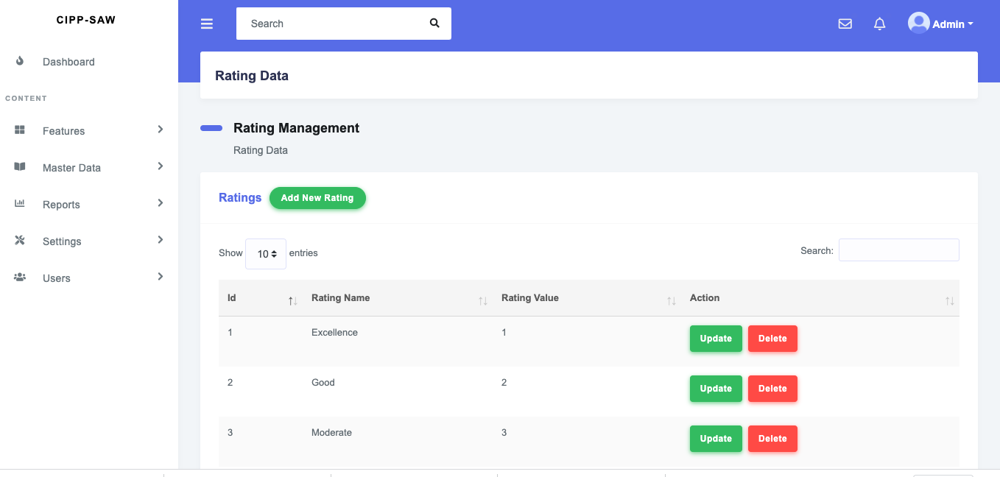 CIPP-SAW
Search
Admin
Dashboard
Rating Data
CONTENT
Features
Master Data
Reports
Settings
Users
Rating Management
Rating Data
Ratings Add New Rating
Show 10 entries Search:
Id Rating Name Rating Value Action
1 Excellence 1 Update Delete
2 Good 2 Update Delete
3 Moderate 3 Update Delete